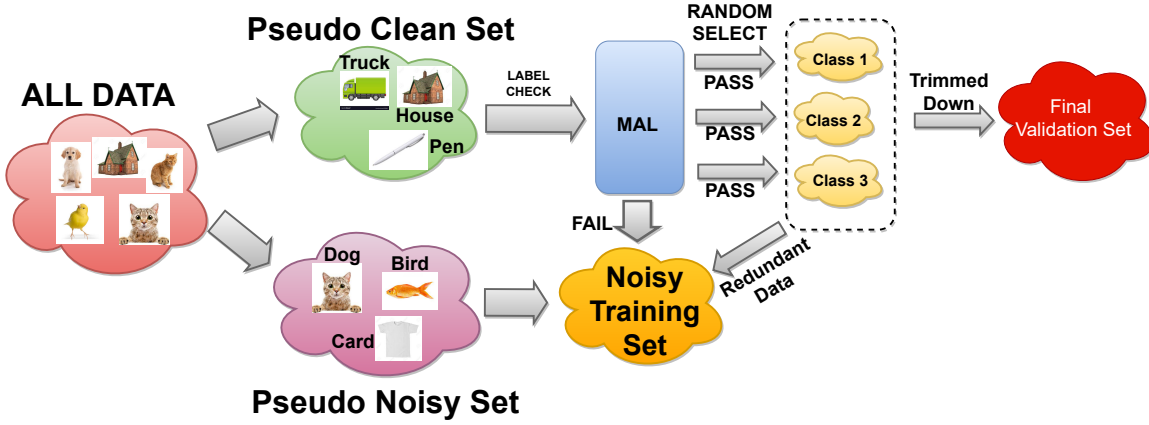 Pseudo Clean Set
ALL DATA
Truck
House
Pen
LABEL
CHECK
MAL
RANDOM
SELECT
PASS
PASS
PASS
Class 1
Class 2
Class 3
Trimmed
Down
Final
Validation Set
FAIL
Redundant
Data
Noisy
Training
Set
Dog
Bird
Card
Pseudo Noisy Set